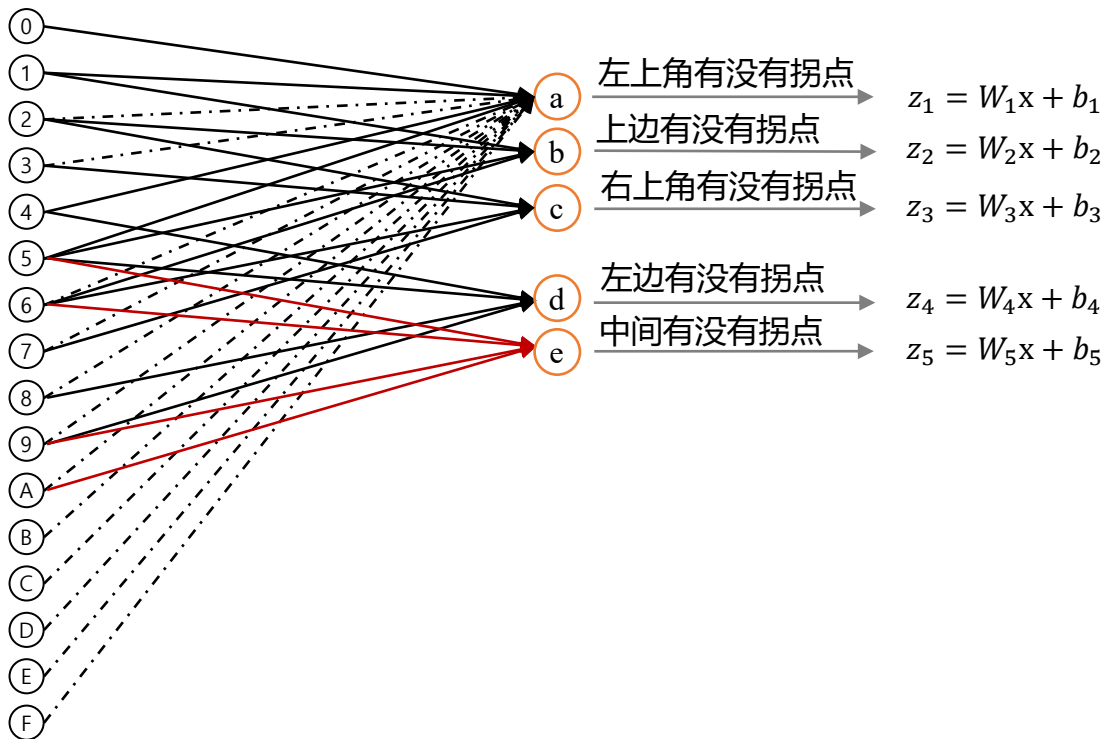 0
1
2
3
4
5
6
7
8
9
A
B
C
D
E
F
a 左上角有没有拐点 z₁ = W₁x + b₁
b 上边有没有拐点 z₂ = W₂x + b₂
c 右上角有没有拐点 z₃ = W₃x + b₃
d 左边有没有拐点 z₄ = W₄x + b₄
e 中间有没有拐点 z₅ = W₅x + b₅